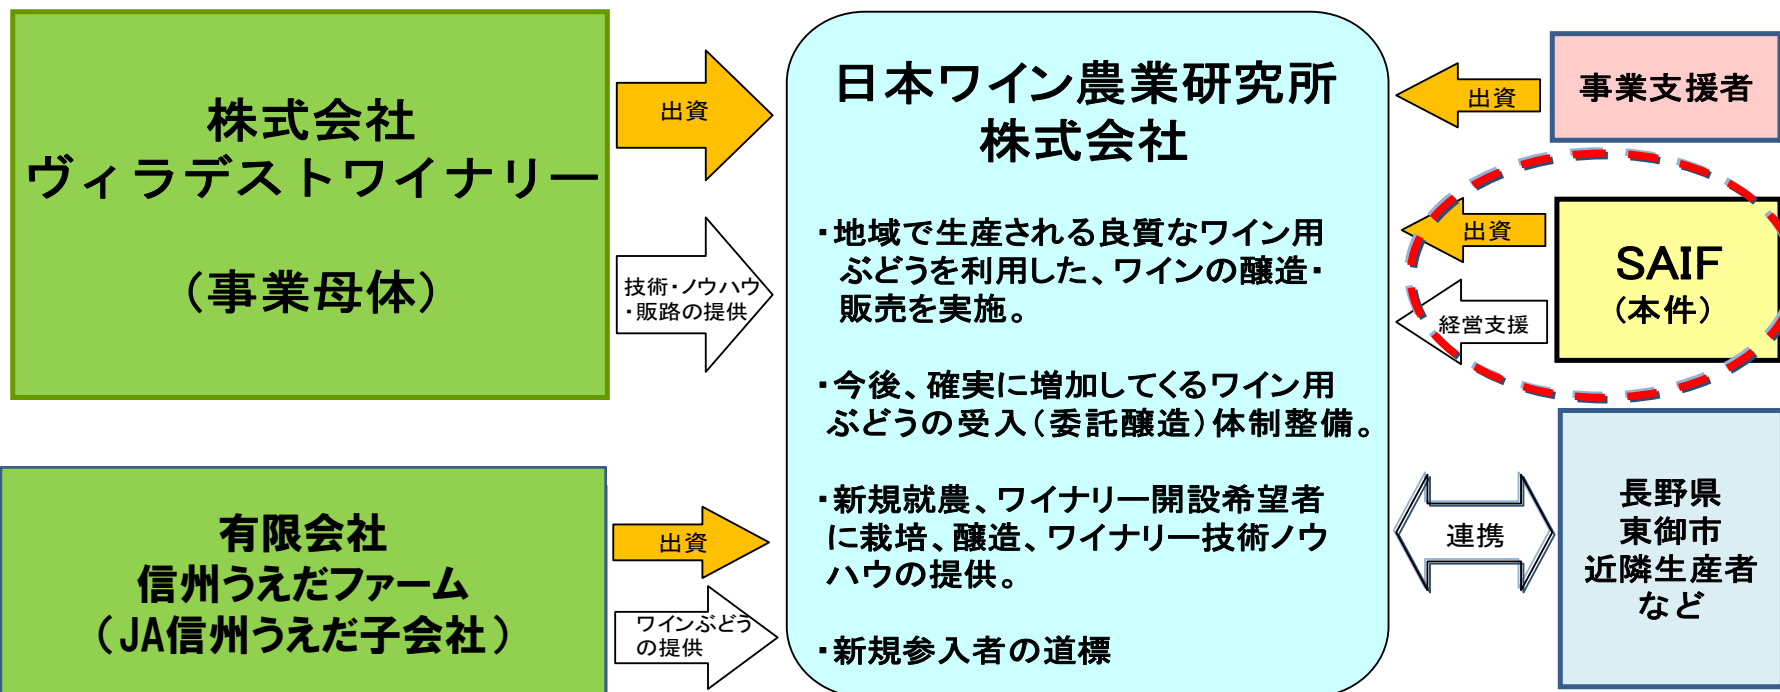 株式会社
ヴィラデストワイナリー
（事業母体）
出資
技術・ノウハウ
・販路の提供
有限会社
信州うえだファーム
（JA信州うえだ子会社）
出資
ワインぶどう
の提供
日本ワイン農業研究所
株式会社
・地域で生産される良質なワイン用
ぶどうを利用した、ワインの醸造・
販売を実施。
・今後、確実に増加してくるワイン用
ぶどうの受入（委託醸造）体制整備。
・新規就農、ワイナリー開設希望者
に栽培、醸造、ワイナリー技術ノウ
ハウの提供。
・新規参入者の道標
出資
事業支援者
出資
経営支援
SAIF
（本件）
連携
長野県
東御市
近隣生産者
など